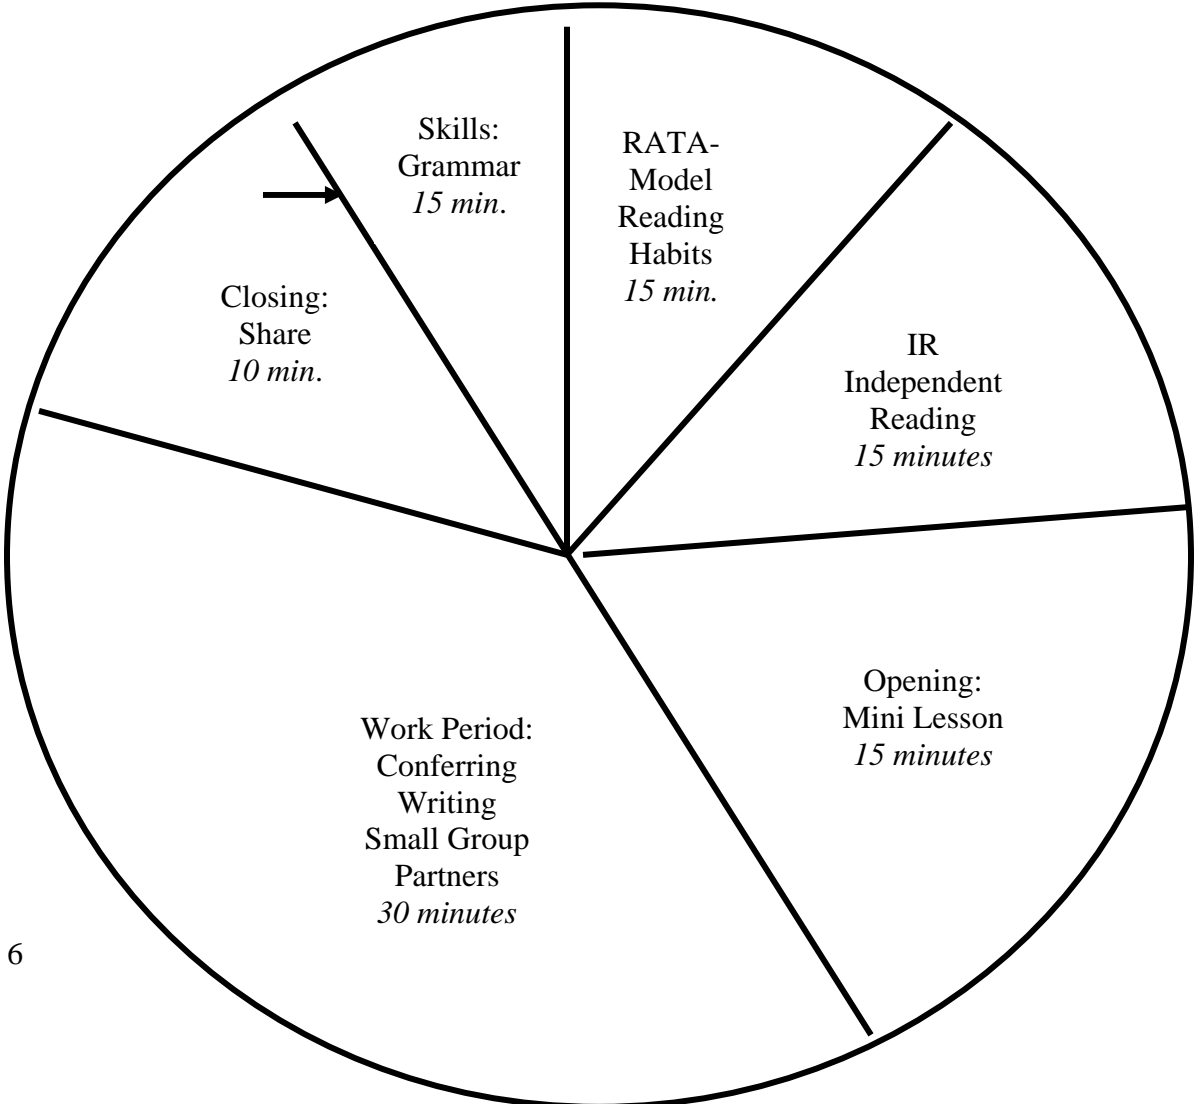 Skills:
Grammar
15 min.
RATA-
Model
Reading
Habits
15 min.
IR
Independent
Reading
15 minutes
Opening:
Mini Lesson
15 minutes
Work Period:
Conferring
Writing
Small Group
Partners
30 minutes
Closing:
Share
10 min.
6